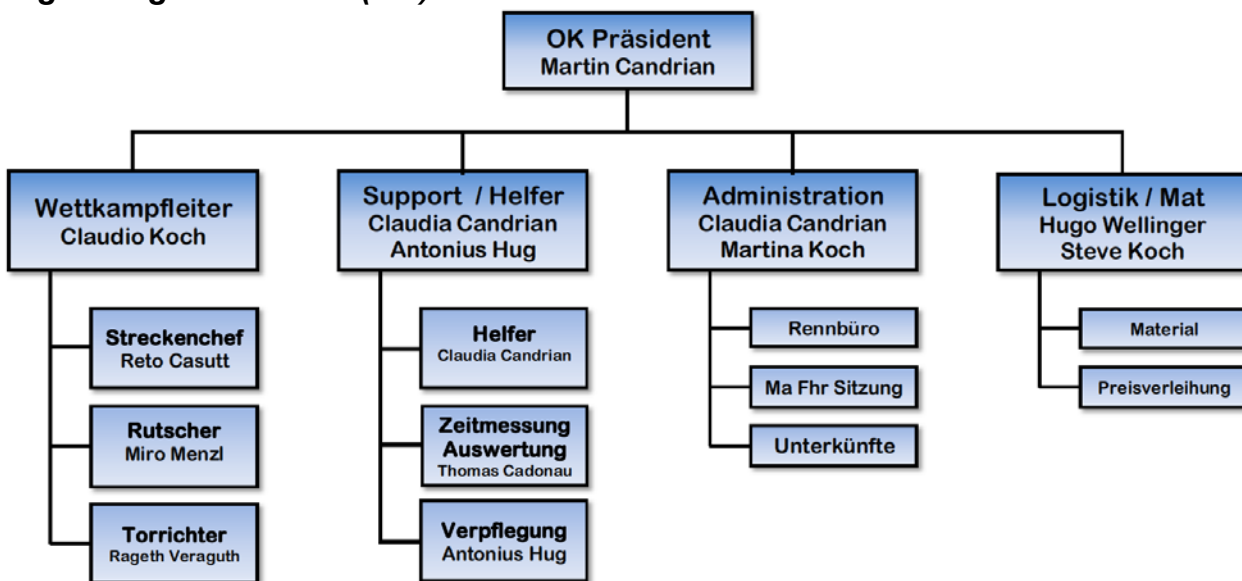 OK Präsident
Martin Candrian
Wettkampfleiter
Claudio Koch
Streckenchef
Reto Casutt
Rutscher
Miro Menzl
Torrichter
Rageth Veraguth
Support / Helfer
Claudia Candrian
Antonius Hug
Helfer
Claudia Candrian
Zeitmessung
Auswertung
Thomas Cadonau
Verpflegung
Antonius Hug
Administration
Claudia Candrian
Martina Koch
Rennbüro
Ma Fhr Sitzung
Unterkünfte
Logistik / Mat
Hugo Wellinger
Steve Koch
Material
Preisverleihung